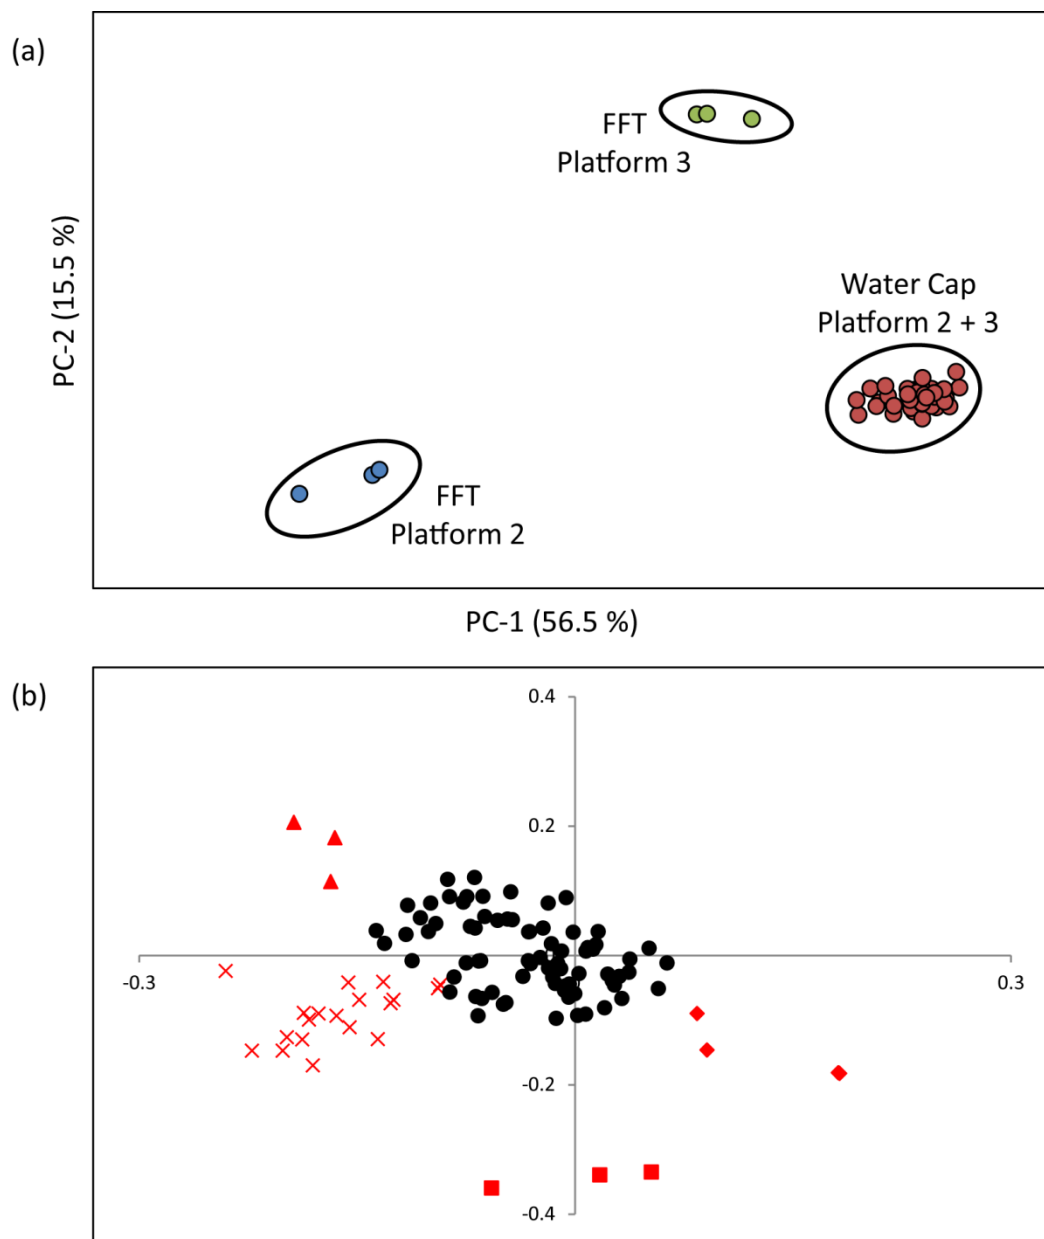 (a)
FFT
Platform 3
Water Cap
Platform 2 + 3
FFT
Platform 2
PC-2 (15.5 %)
PC-1 (56.5 %)
(b)
0.4
0.2
-0.3
0.3
-0.2
-0.4